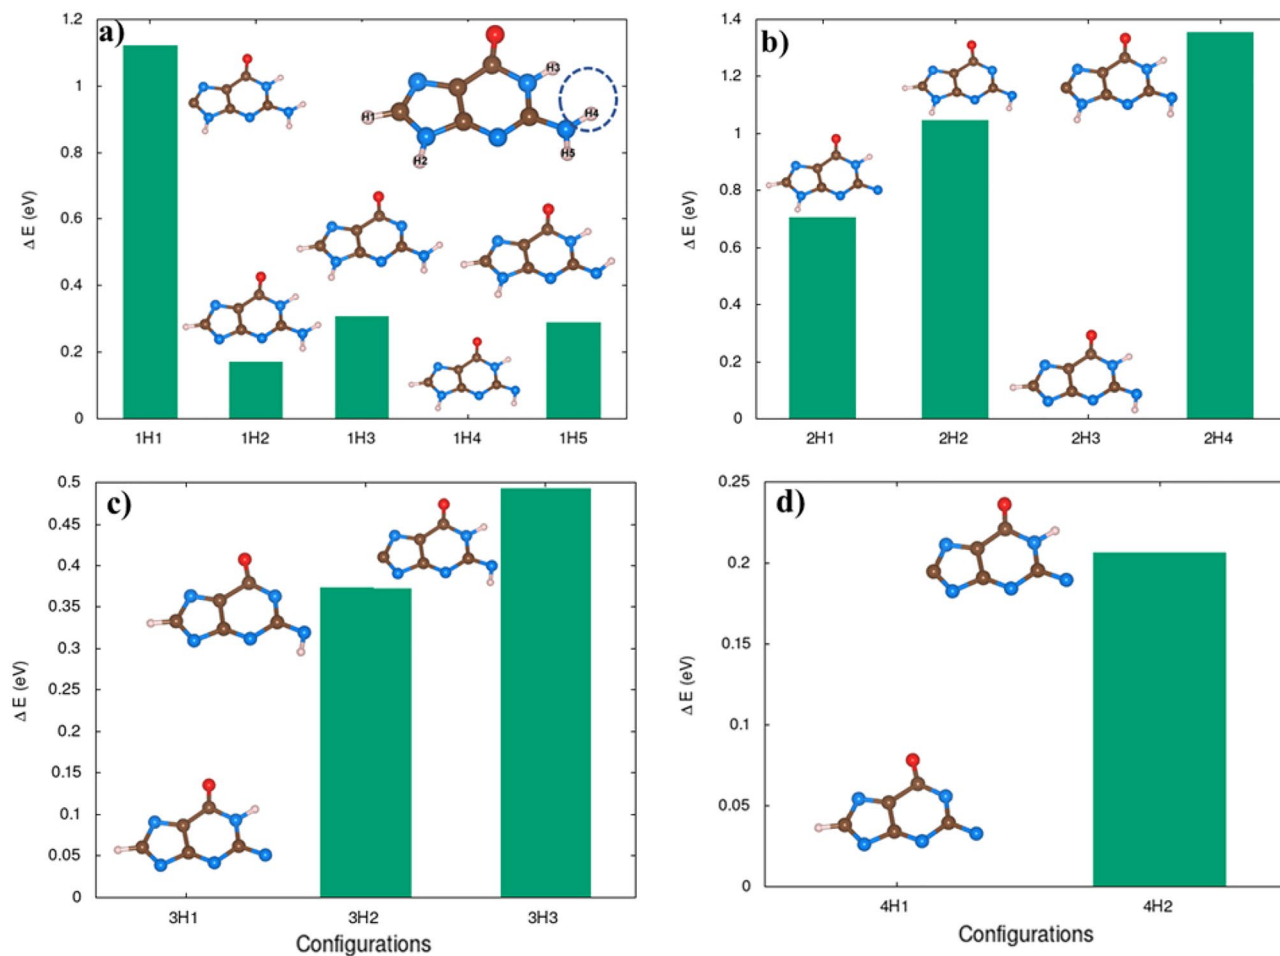 a)
1.2
1
0.8
0.6
0.4
0.2
0
Δ E (eV)
H1
H2
H3
H4
H5
1H1 1H2 1H3 1H4 1H5
b)
1.4
1.2
1
0.8
0.6
0.4
0.2
0
Δ E (eV)
2H1 2H2 2H3 2H4
c)
0.5
0.45
0.4
0.35
0.3
0.25
0.2
0.15
0.1
0.05
0
Δ E (eV)
3H1 3H2 3H3
Configurations
d)
0.25
0.2
0.15
0.1
0.05
0
Δ E (eV)
4H1 4H2
Configurations